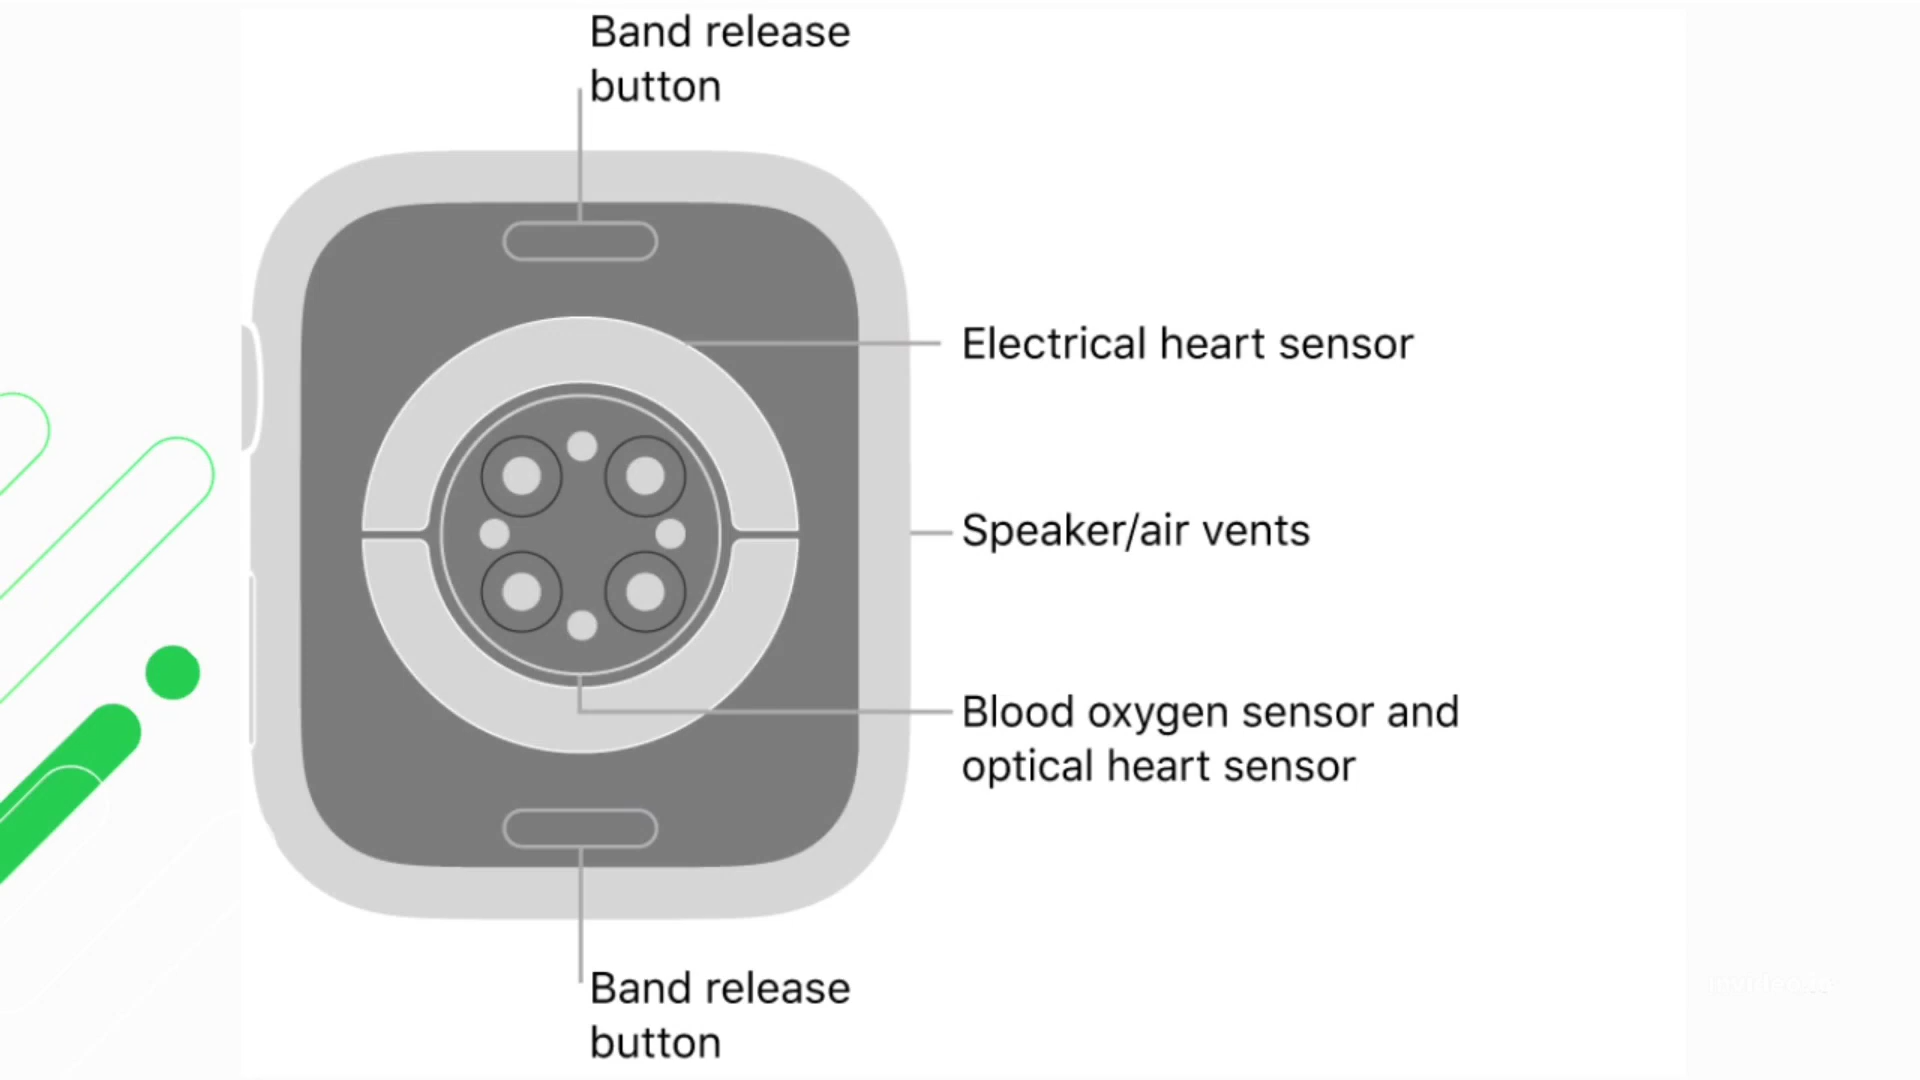 Band release
button
Electrical heart sensor
Speaker/air vents
Blood oxygen sensor and
optical heart sensor
Band release
button